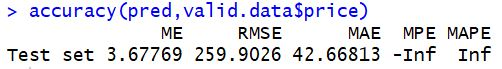 > accuracy(pred,valid.data$price)
ME RMSE MAE MPE MAPE
Test set 3.67769 259.9026 42.66813 -Inf Inf